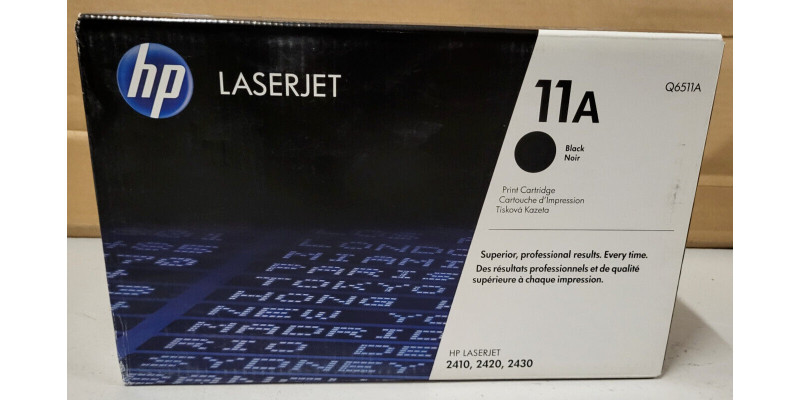 hp
LASERJET
11A
Q6511A
Black
Noir
Print Cartridge
Cartouche d'Impression
Tisková Kazeta
Superior, professional results. Every time.
Des résultats professionnels et de qualité
supérieure à chaque impression.
HP LASERJET
2410, 2420, 2430